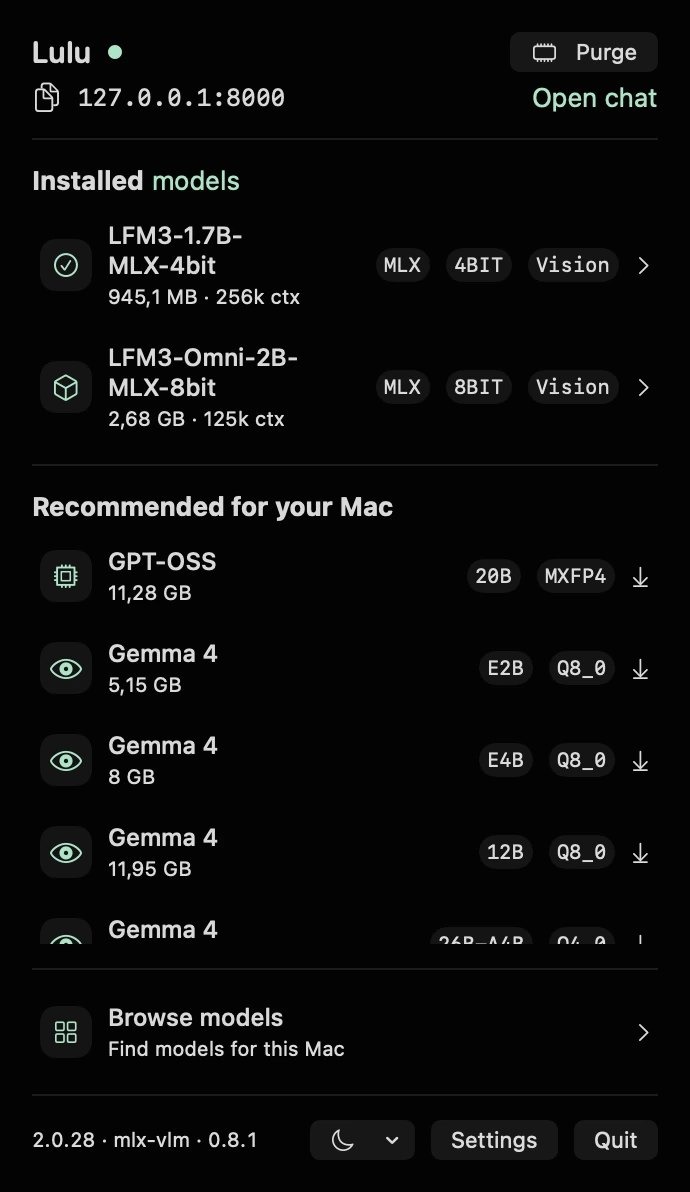 Lulu
Purge
127.0.0.1:8000
Open chat
Installed models
LFM3-1.7B-
MLX-4bit
945,1 MB · 256k ctx
MLX 4BIT Vision
LFM3-Omni-2B-
MLX-8bit
2,68 GB · 125k ctx
MLX 8BIT Vision
Recommended for your Mac
GPT-OSS
11,28 GB
20B MXFP4
Gemma 4
5,15 GB
E2B Q8_0
Gemma 4
8 GB
E4B Q8_0
Gemma 4
11,95 GB
12B Q8_0
Gemma 4
26B-A4B Q4_0
Browse models
Find models for this Mac
2.0.28 · mlx-vlm · 0.8.1
Settings
Quit